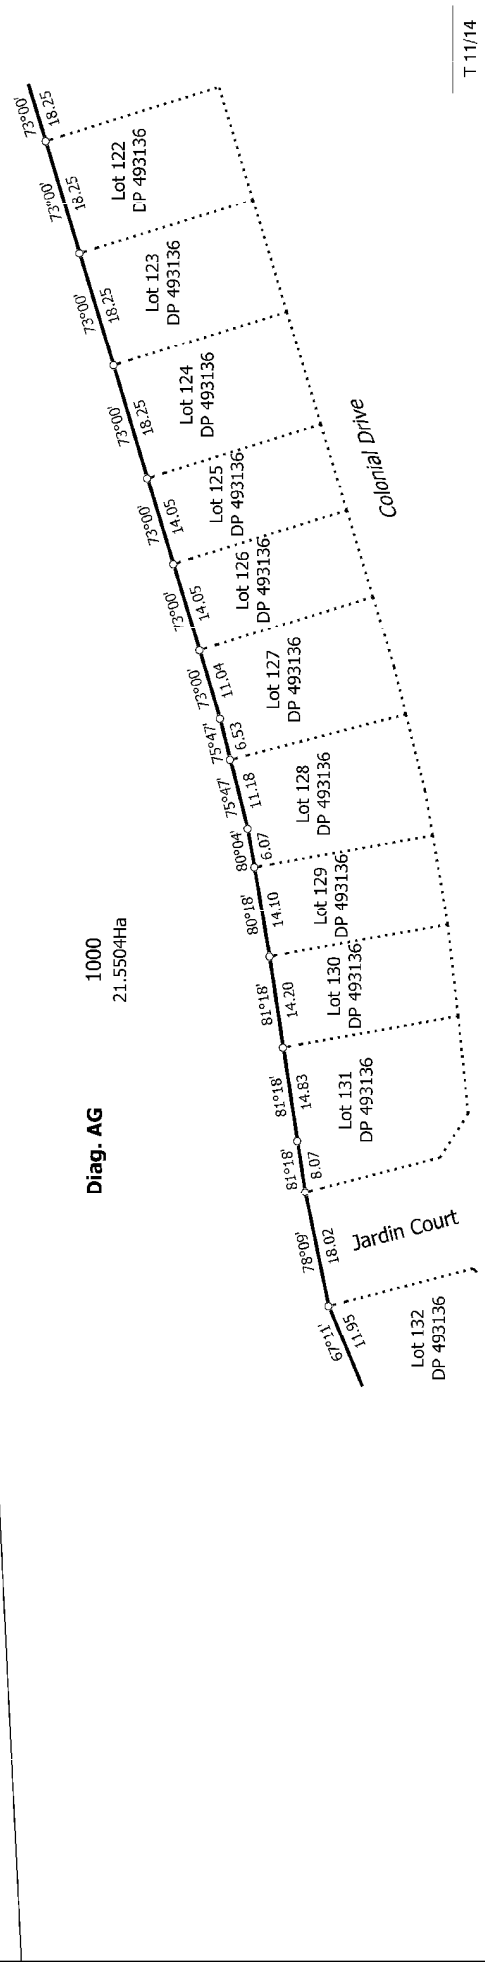 Diag. AG
1000
21.5504Ha
67°11'
11.95
78°09'
18.02
81°18'
8.07
81°18'
14.83
81°18'
14.20
80°18'
14.10
80°04'
6.07
75°47'
11.18
75°47'
6.53
73°00'
11.04
73°00'
14.05
73°00'
14.05
73°00'
18.25
73°00'
18.25
73°00'
18.25
73°00'
18.25
Lot 132
DP 493136
Jardin Court
Lot 131
DP 493136
Lot 130
DP 493136
Lot 129
DP 493136
Lot 128
DP 493136
Lot 127
DP 493136
Lot 126
DP 493136
Lot 125
DP 493136
Lot 124
DP 493136
Lot 123
DP 493136
Lot 122
DP 493136
Colonial Drive
T 11/14